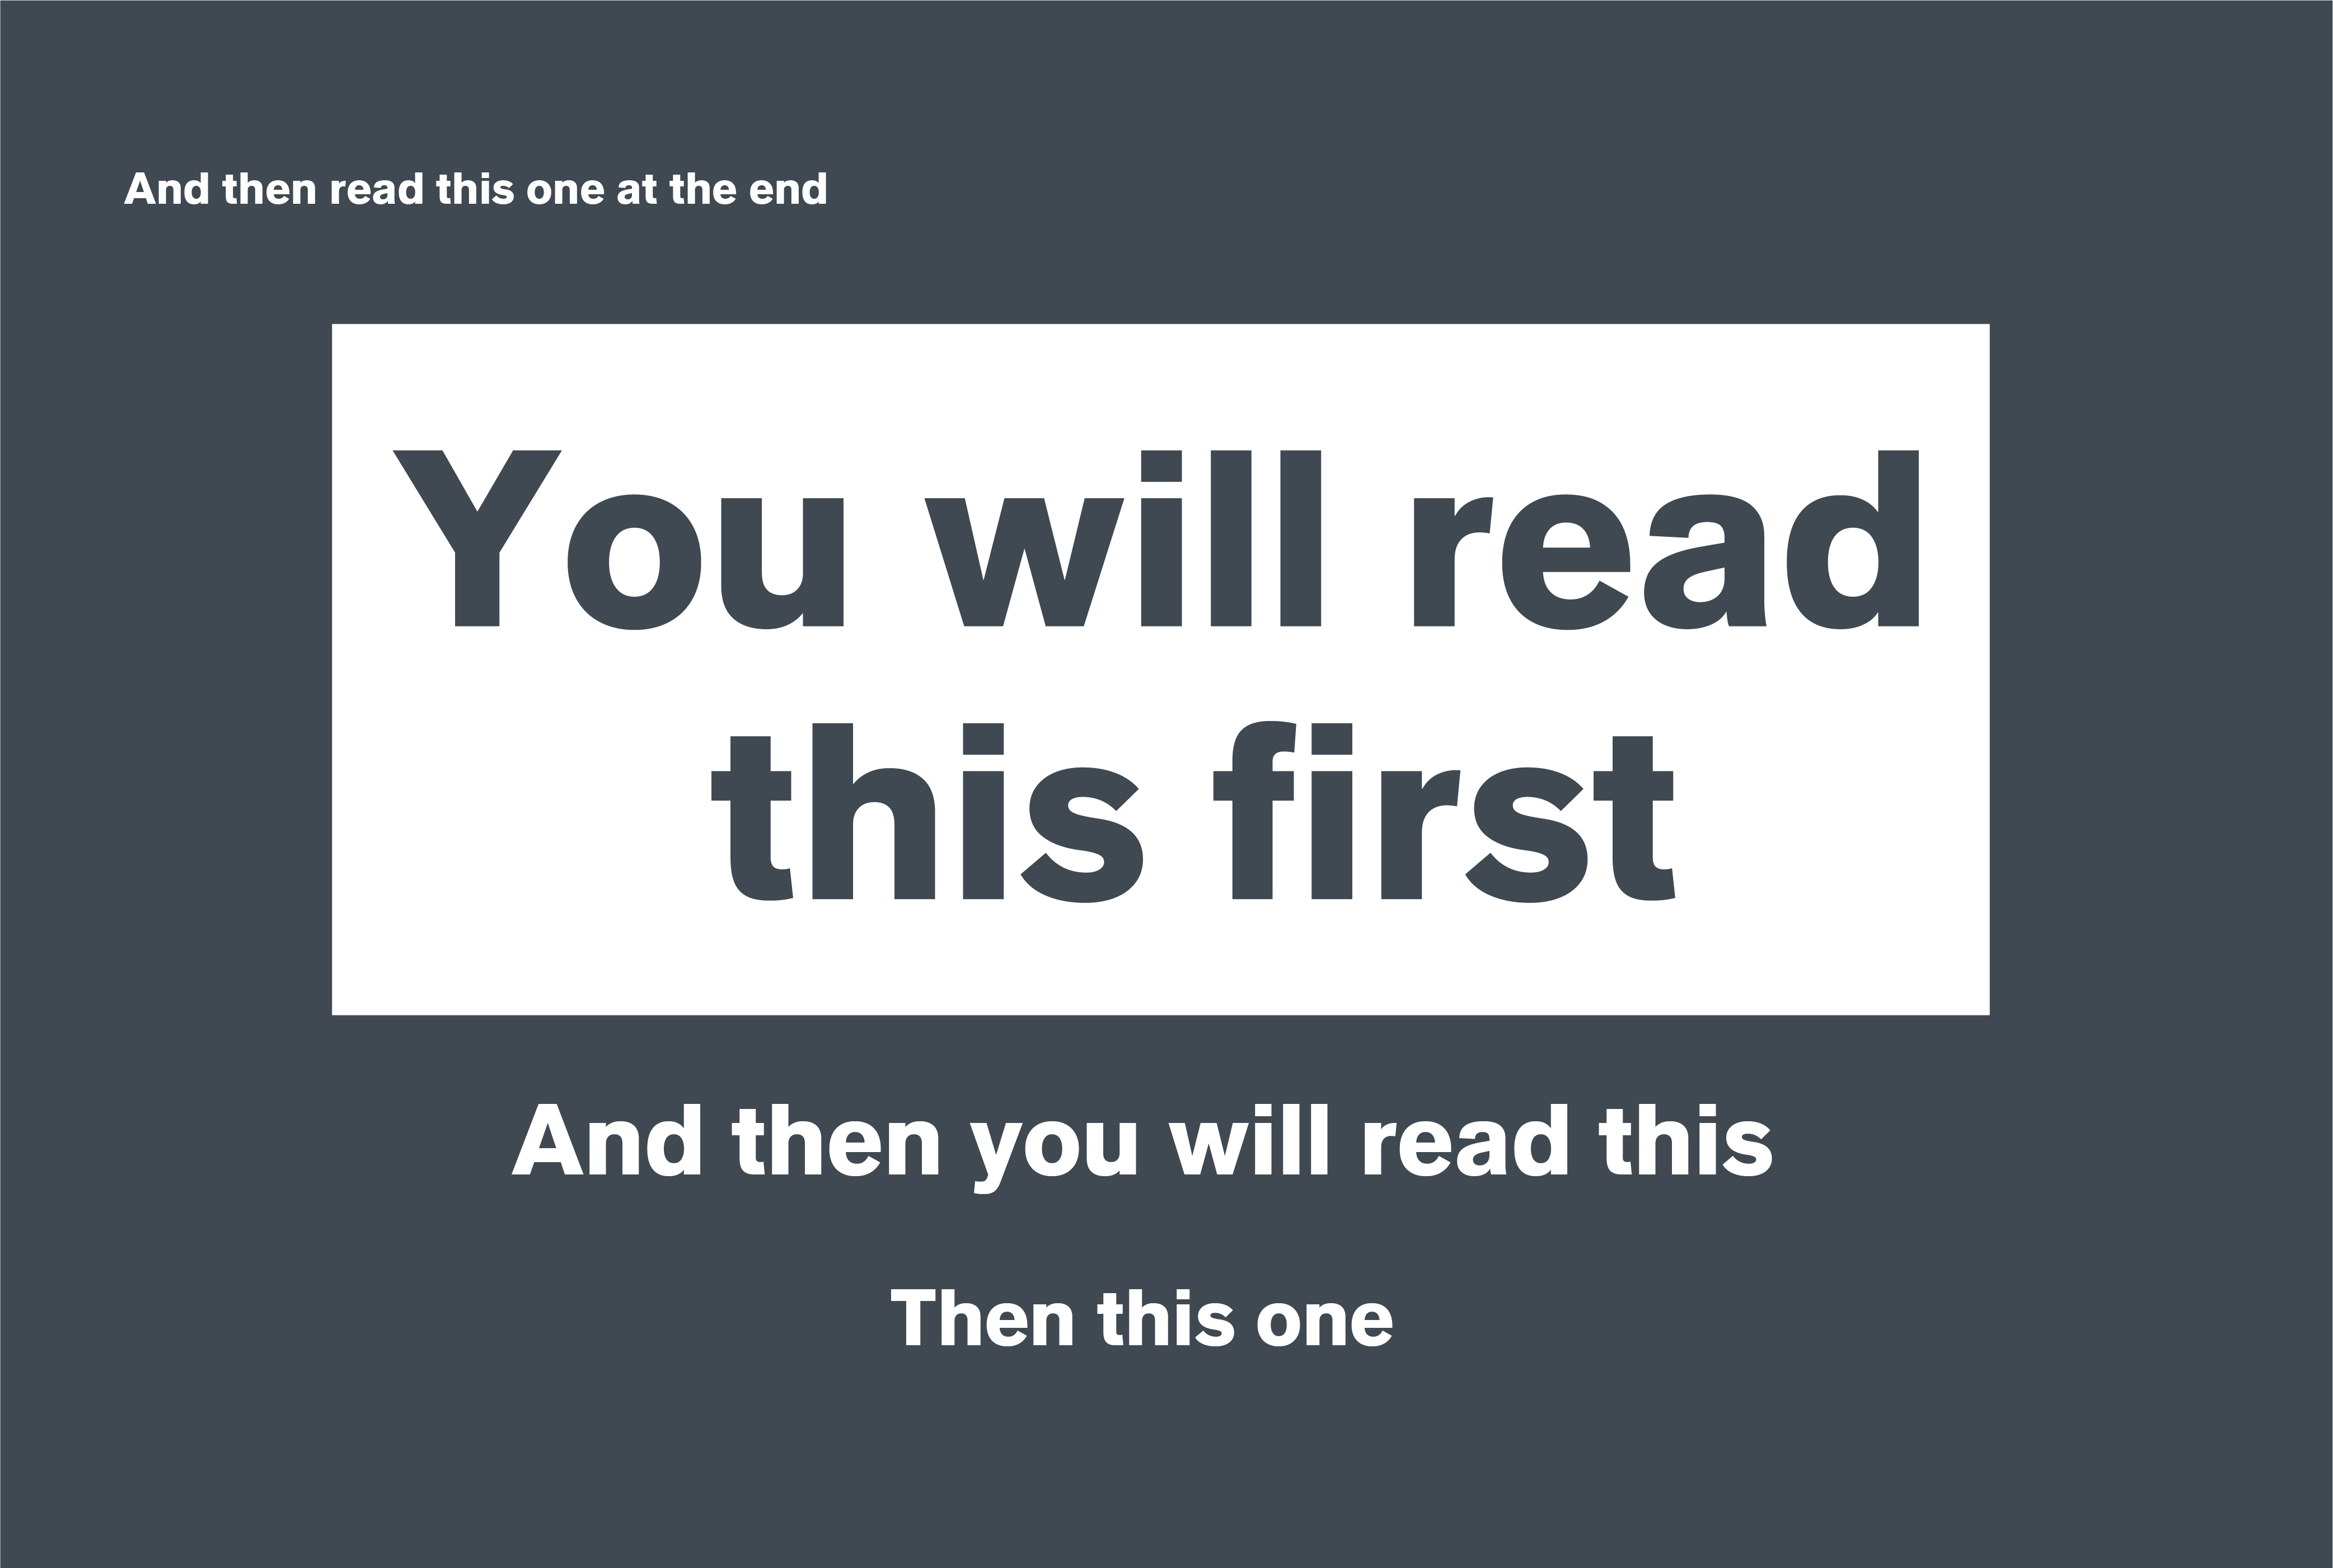 And then read this one at the end
You will read
this first
And then you will read this
Then this one